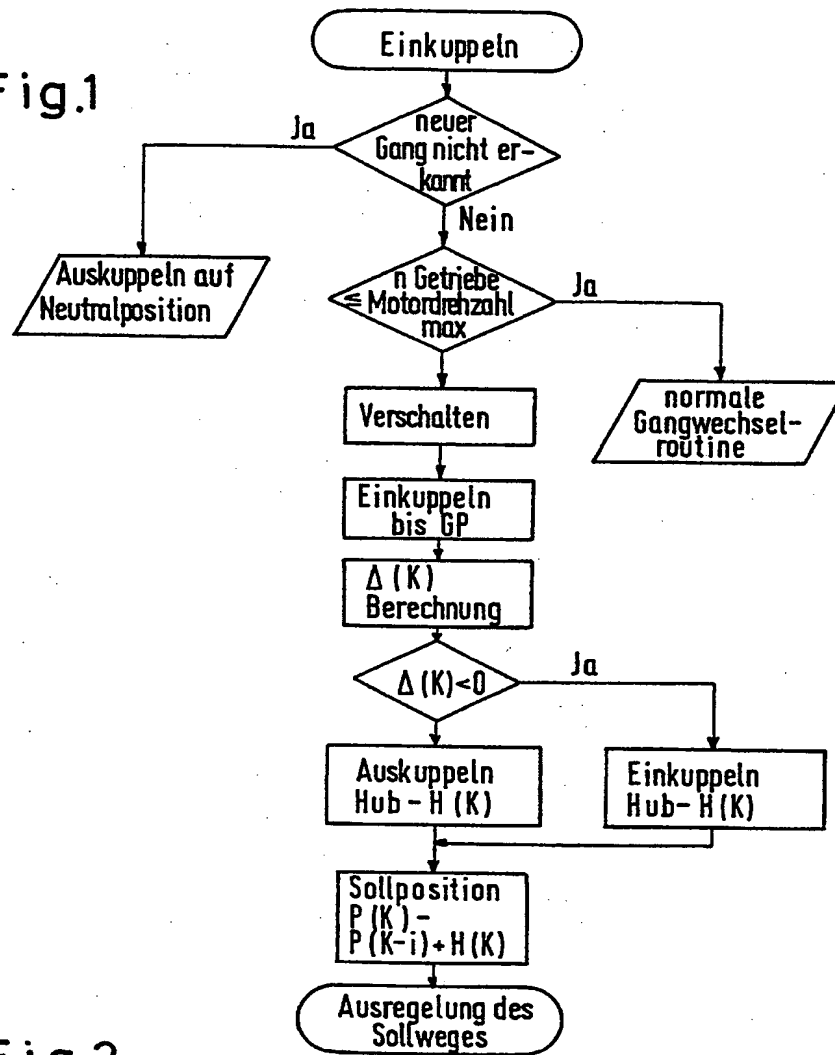 Fig.1
Einkuppeln
neuer
Gang nicht er-
kannt
Ja
Nein
Auskuppeln auf
Neutralposition
n Getriebe
≦ Motordrehzahl
max
Ja
normale
Gangwechsel-
routine
Verschalten
Einkuppeln
bis GP
Δ (K)
Berechnung
Δ (K)<0
Ja
Auskuppeln
Hub - H (K)
Einkuppeln
Hub- H(K)
Sollposition
P (K) -
P (K-i) + H (K)
Ausregelung des
Sollweges
Fig.2